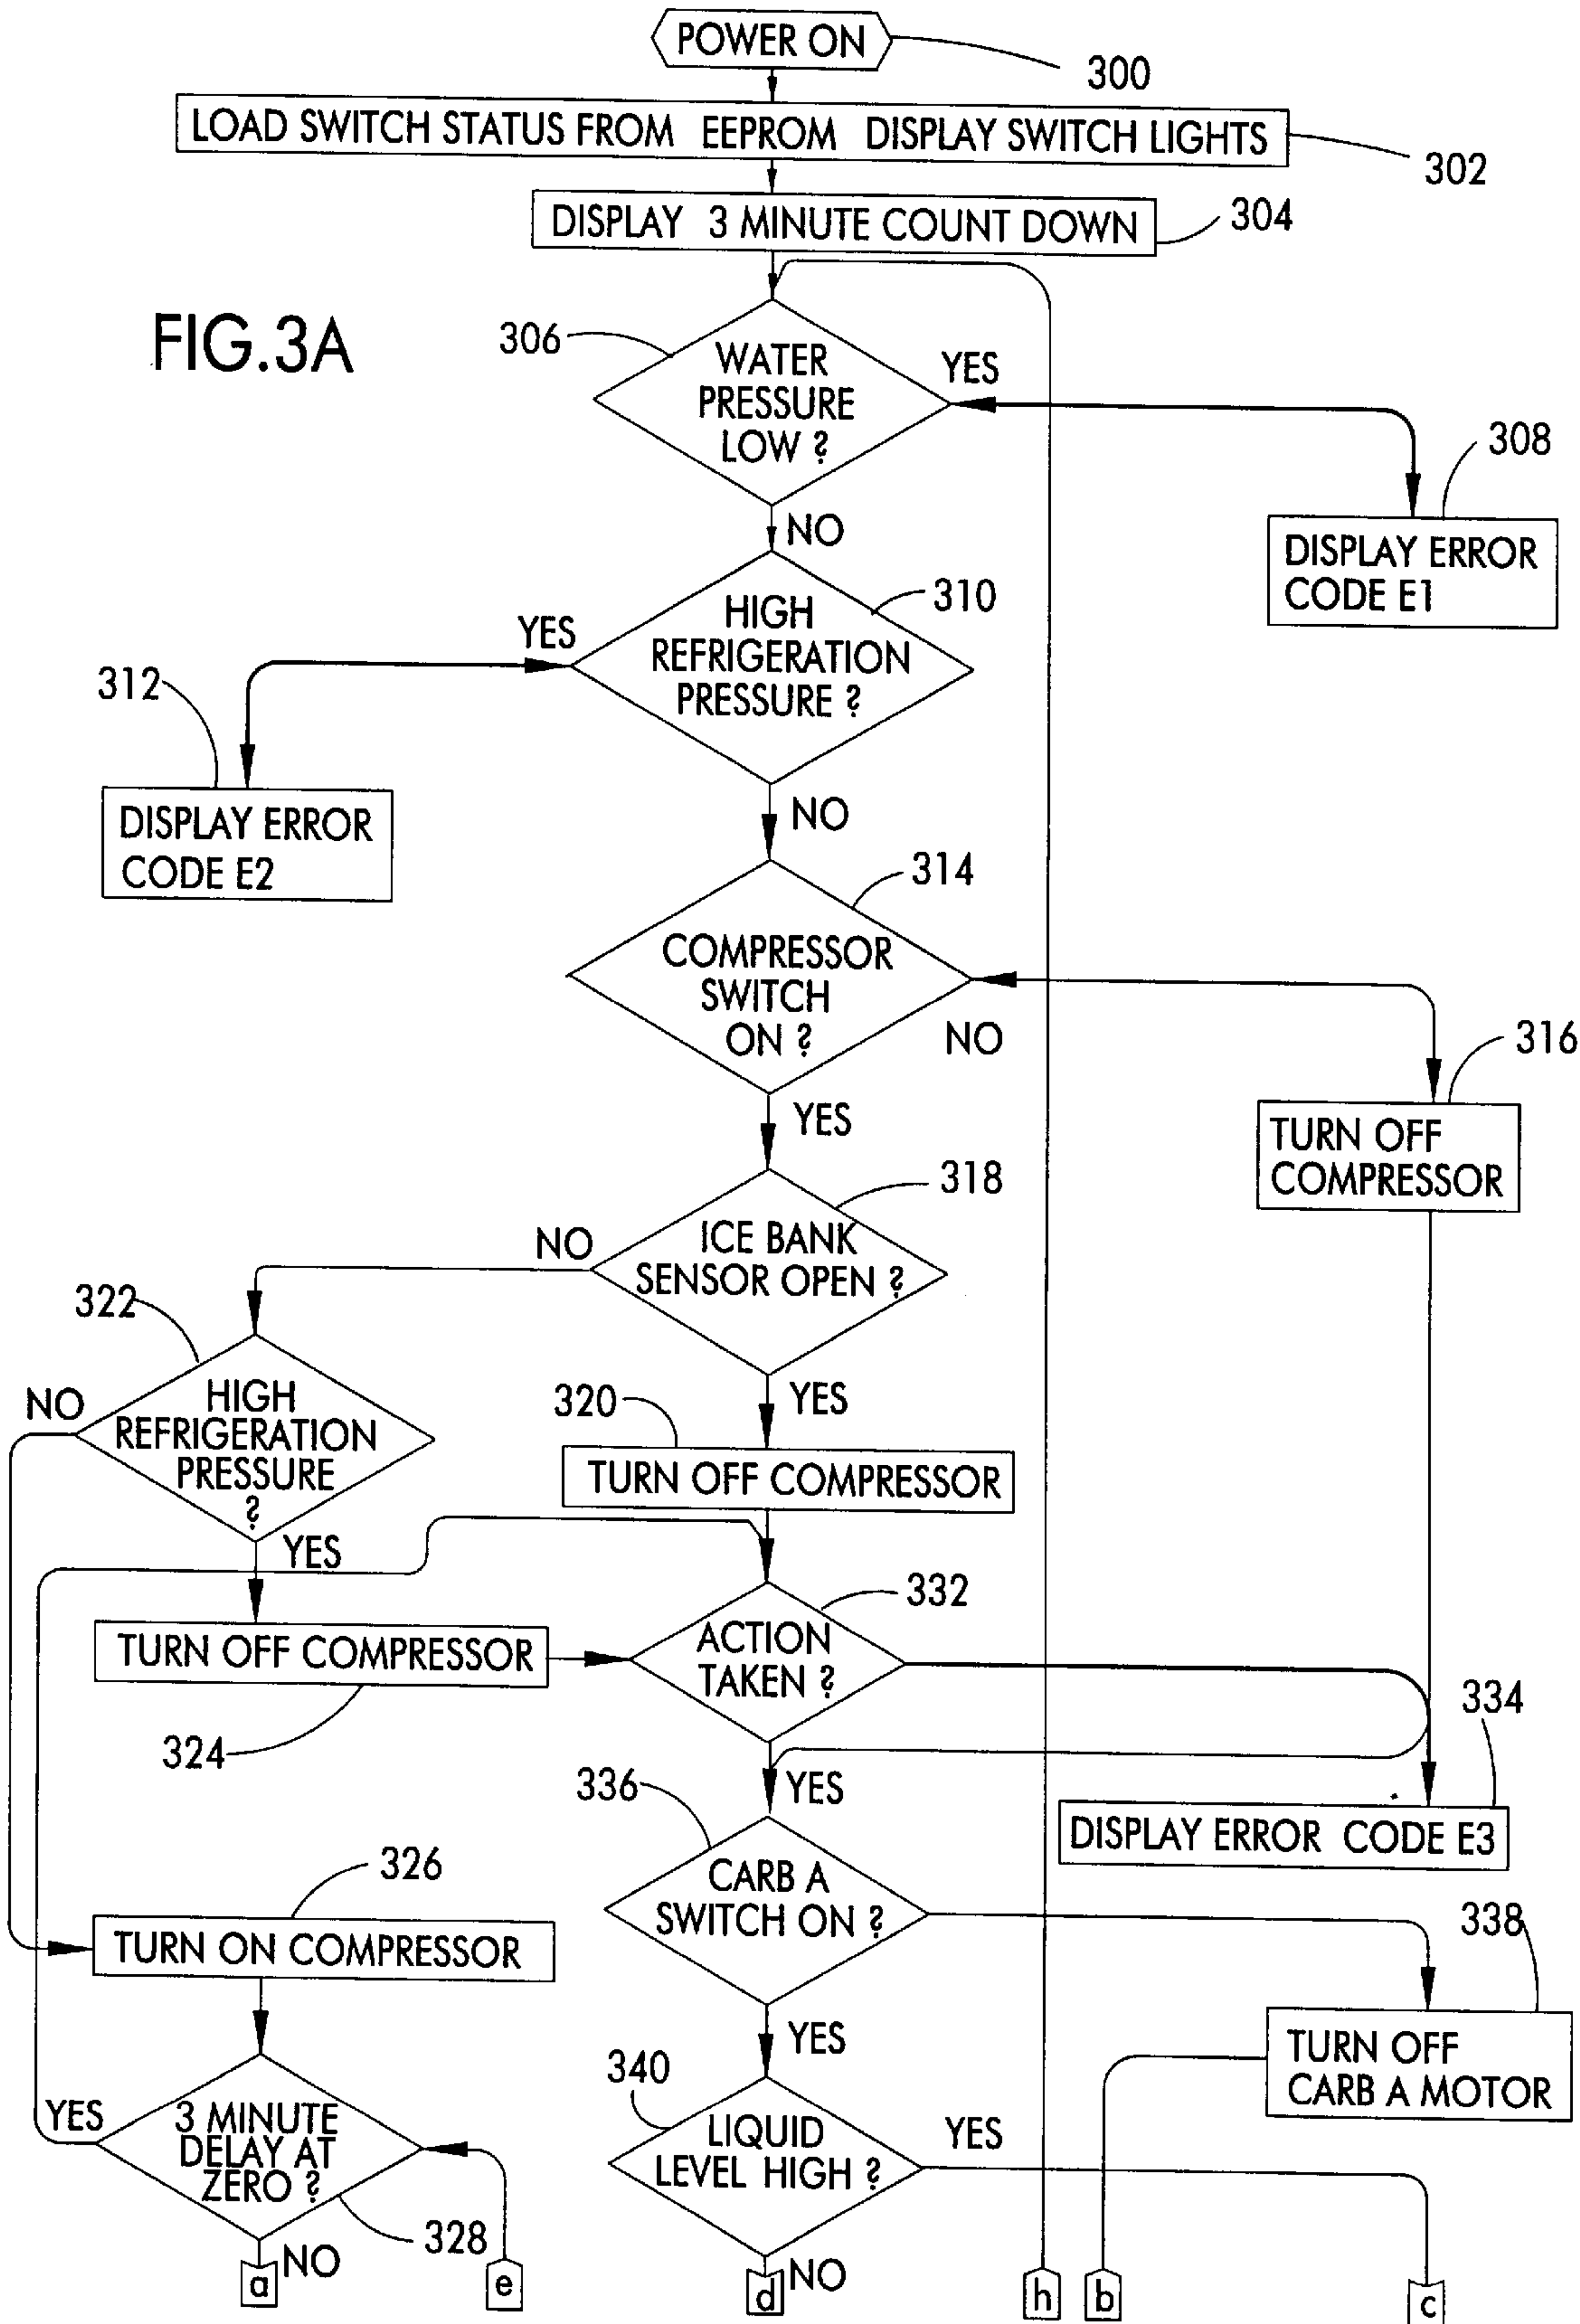 POWER ON
300
LOAD SWITCH STATUS FROM EEPROM DISPLAY SWITCH LIGHTS
302
DISPLAY 3 MINUTE COUNT DOWN
304
FIG.3A
306
WATER
PRESSURE
LOW ?
YES
308
DISPLAY ERROR
CODE E1
NO
310
HIGH
REFRIGERATION
PRESSURE ?
YES
312
DISPLAY ERROR
CODE E2
NO
314
COMPRESSOR
SWITCH
ON ?
NO
316
TURN OFF
COMPRESSOR
YES
318
ICE BANK
SENSOR OPEN ?
NO
322
HIGH
REFRIGERATION
PRESSURE
?
NO
YES
320
TURN OFF COMPRESSOR
YES
332
ACTION
TAKEN ?
TURN OFF COMPRESSOR
324
334
YES
DISPLAY ERROR CODE E3
336
CARB A
SWITCH ON ?
326
TURN ON COMPRESSOR
338
TURN OFF
CARB A MOTOR
YES
340
LIQUID
LEVEL HIGH ?
YES
YES
3 MINUTE
DELAY AT
ZERO ?
328
NO
NO
a
e
d
h
b
c